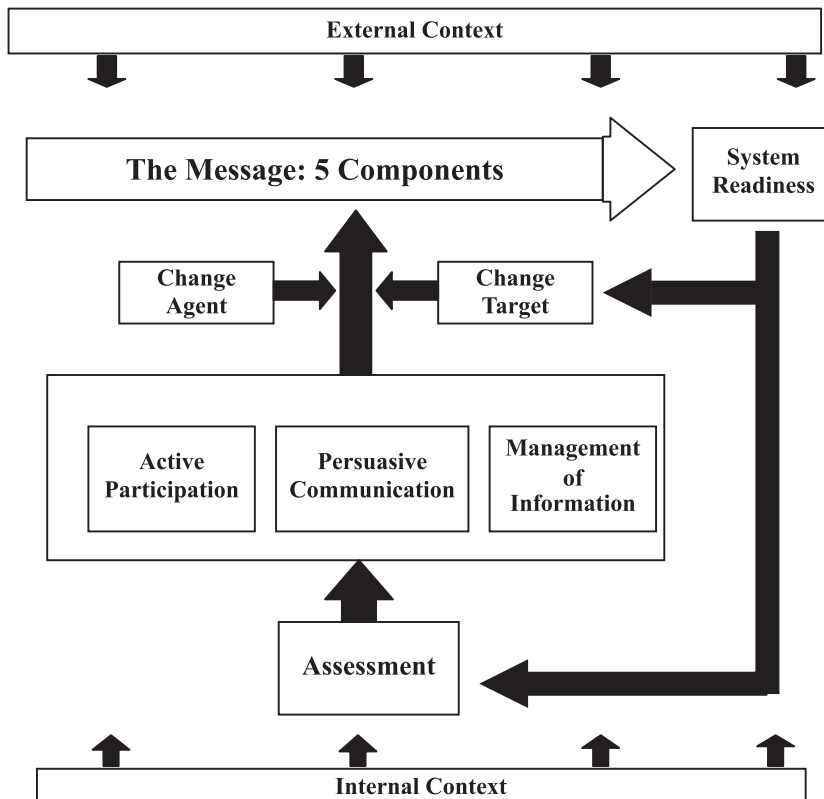 External Context
The Message: 5 Components
System
Readiness
Change
Agent
Change
Target
Active
Participation
Persuasive
Communication
Management
of
Information
Assessment
Internal Context